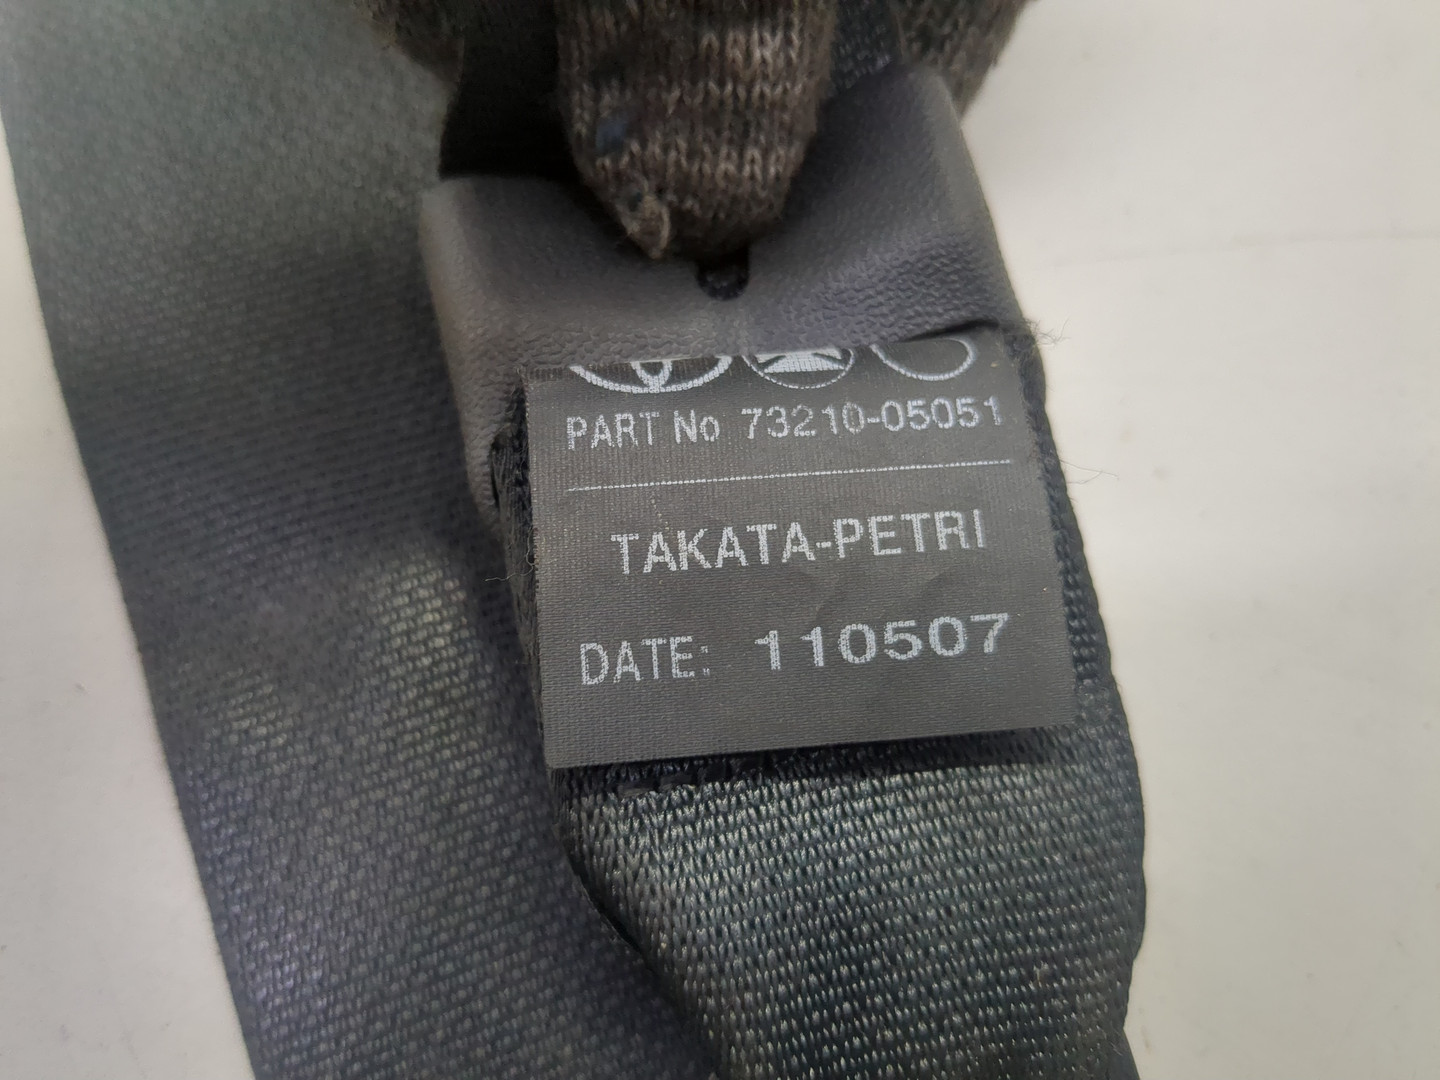 PART No 73210-05051
TAKATA-PETRI
DATE: 110507